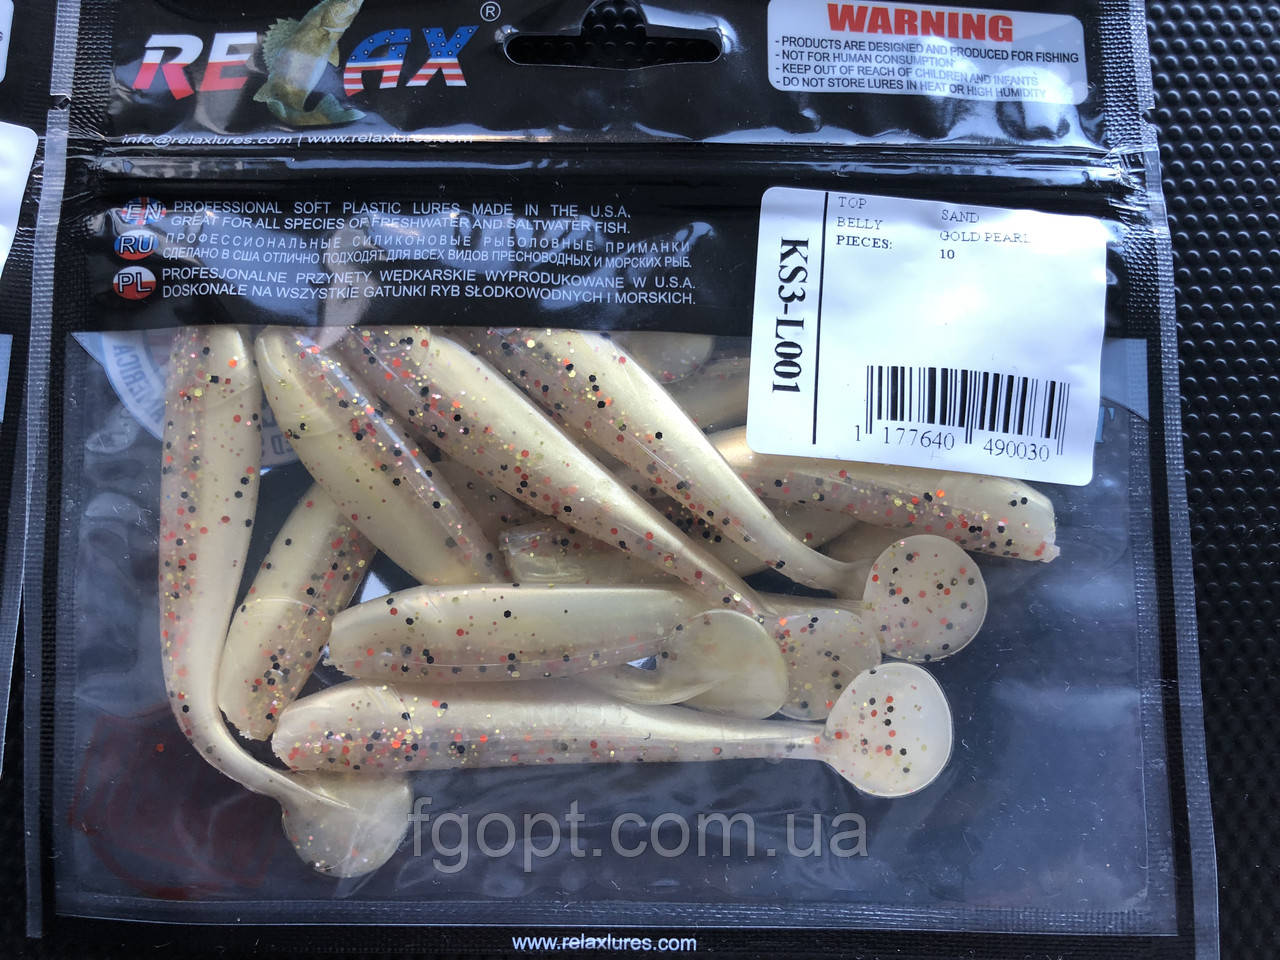 RELAX®
WARNING
- PRODUCTS ARE DESIGNED AND PRODUCED FOR FISHING
- NOT FOR HUMAN CONSUMPTION
- KEEP OUT OF REACH OF CHILDREN AND INFANTS
- DO NOT STORE LURES IN HEAT OR HIGH HUMIDITY
info@relaxlures.com | www.relaxlures.com
EN PROFESSIONAL SOFT PLASTIC LURES MADE IN THE U.S.A.
GREAT FOR ALL SPECIES OF FRESHWATER AND SALTWATER FISH.
RU ПРОФЕССИОНАЛЬНЫЕ СИЛИКОНОВЫЕ РЫБОЛОВНЫЕ ПРИМАНКИ
СДЕЛАНО В США ОТЛИЧНО ПОДХОДЯТ ДЛЯ ВСЕХ ВИДОВ ПРЕСНОВОДНЫХ И МОРСКИХ РЫБ.
PL PROFESJONALNE PRZYNĘTY WĘDKARSKIE WYPRODUKOWANE W U.S.A.
DOSKONAŁE NA WSZYSTKIE GATUNKI RYB SŁODKOWODNYCH I MORSKICH.
KS3-L001
TOP SAND
BELLY GOLD PEARL
PIECES: 10
1 177640 490030
fgopt.com.ua
www.relaxlures.com